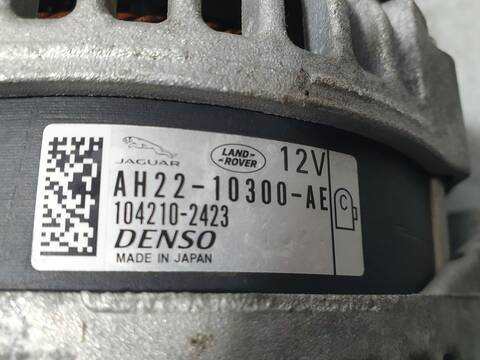 JAGUAR LAND-ROVER 12V
AH22-10300-AE C
104210-2423
DENSO
MADE IN JAPAN